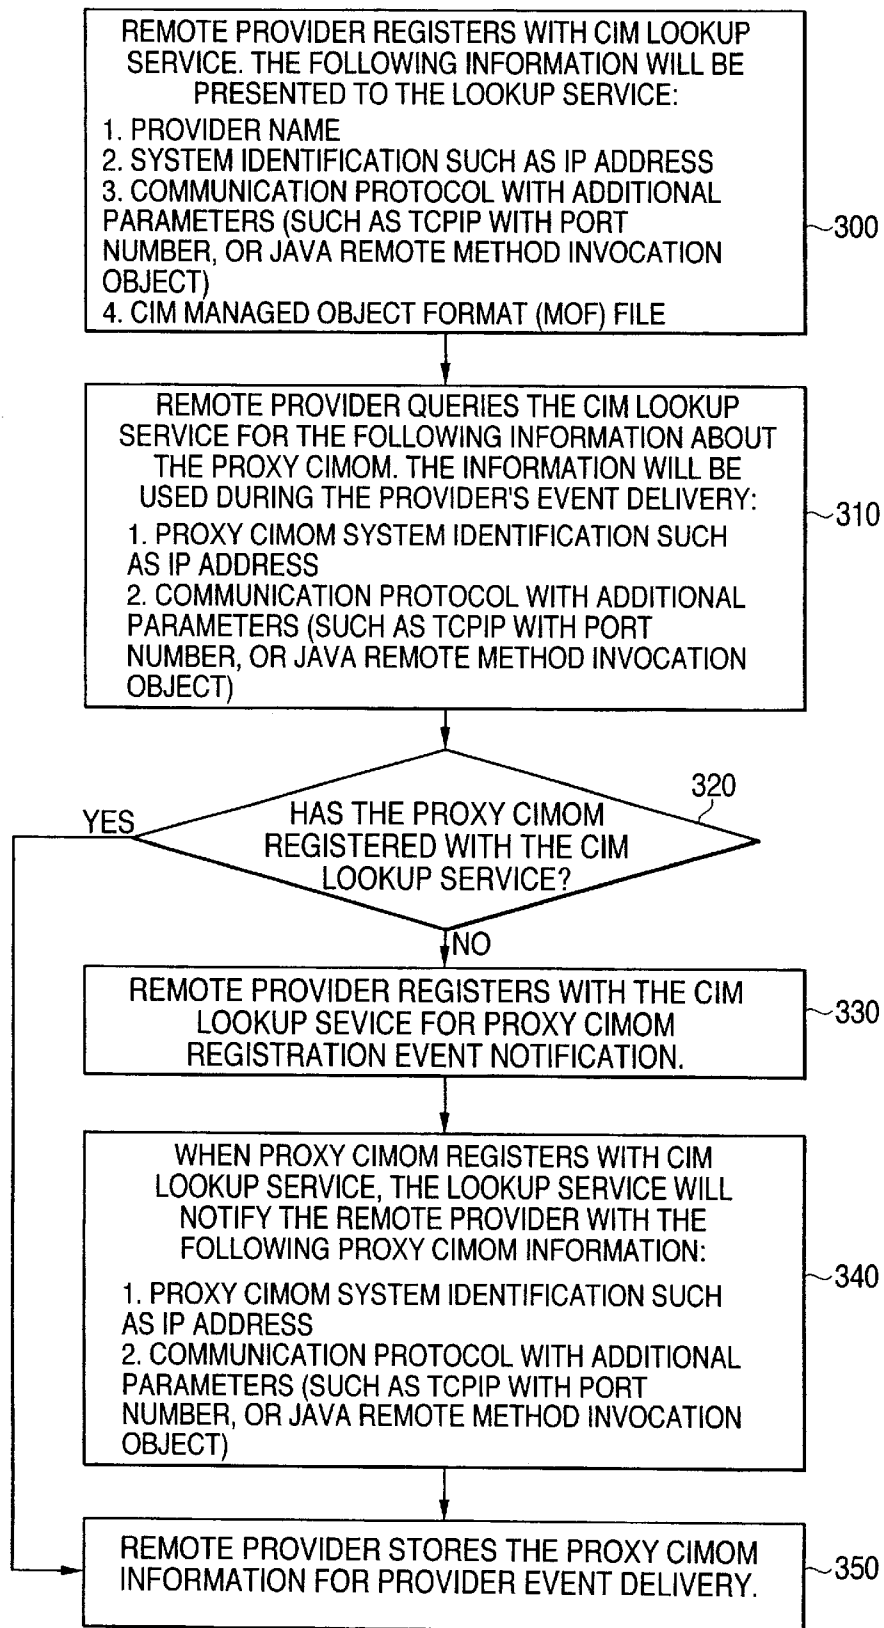 REMOTE PROVIDER REGISTERS WITH CIM LOOKUP
SERVICE. THE FOLLOWING INFORMATION WILL BE
PRESENTED TO THE LOOKUP SERVICE:
1. PROVIDER NAME
2. SYSTEM IDENTIFICATION SUCH AS IP ADDRESS
3. COMMUNICATION PROTOCOL WITH ADDITIONAL
PARAMETERS (SUCH AS TCPIP WITH PORT
NUMBER, OR JAVA REMOTE METHOD INVOCATION
OBJECT)
4. CIM MANAGED OBJECT FORMAT (MOF) FILE
300
REMOTE PROVIDER QUERIES THE CIM LOOKUP
SERVICE FOR THE FOLLOWING INFORMATION ABOUT
THE PROXY CIMOM. THE INFORMATION WILL BE
USED DURING THE PROVIDER'S EVENT DELIVERY:
1. PROXY CIMOM SYSTEM IDENTIFICATION SUCH
AS IP ADDRESS
2. COMMUNICATION PROTOCOL WITH ADDITIONAL
PARAMETERS (SUCH AS TCPIP WITH PORT
NUMBER, OR JAVA REMOTE METHOD INVOCATION
OBJECT)
310
320
YES
HAS THE PROXY CIMOM
REGISTERED WITH THE CIM
LOOKUP SERVICE?
NO
REMOTE PROVIDER REGISTERS WITH THE CIM
LOOKUP SEVICE FOR PROXY CIMOM
REGISTRATION EVENT NOTIFICATION.
330
WHEN PROXY CIMOM REGISTERS WITH CIM
LOOKUP SERVICE, THE LOOKUP SERVICE WILL
NOTIFY THE REMOTE PROVIDER WITH THE
FOLLOWING PROXY CIMOM INFORMATION:
1. PROXY CIMOM SYSTEM IDENTIFICATION SUCH
AS IP ADDRESS
2. COMMUNICATION PROTOCOL WITH ADDITIONAL
PARAMETERS (SUCH AS TCPIP WITH PORT
NUMBER, OR JAVA REMOTE METHOD INVOCATION
OBJECT)
340
REMOTE PROVIDER STORES THE PROXY CIMOM
INFORMATION FOR PROVIDER EVENT DELIVERY.
350